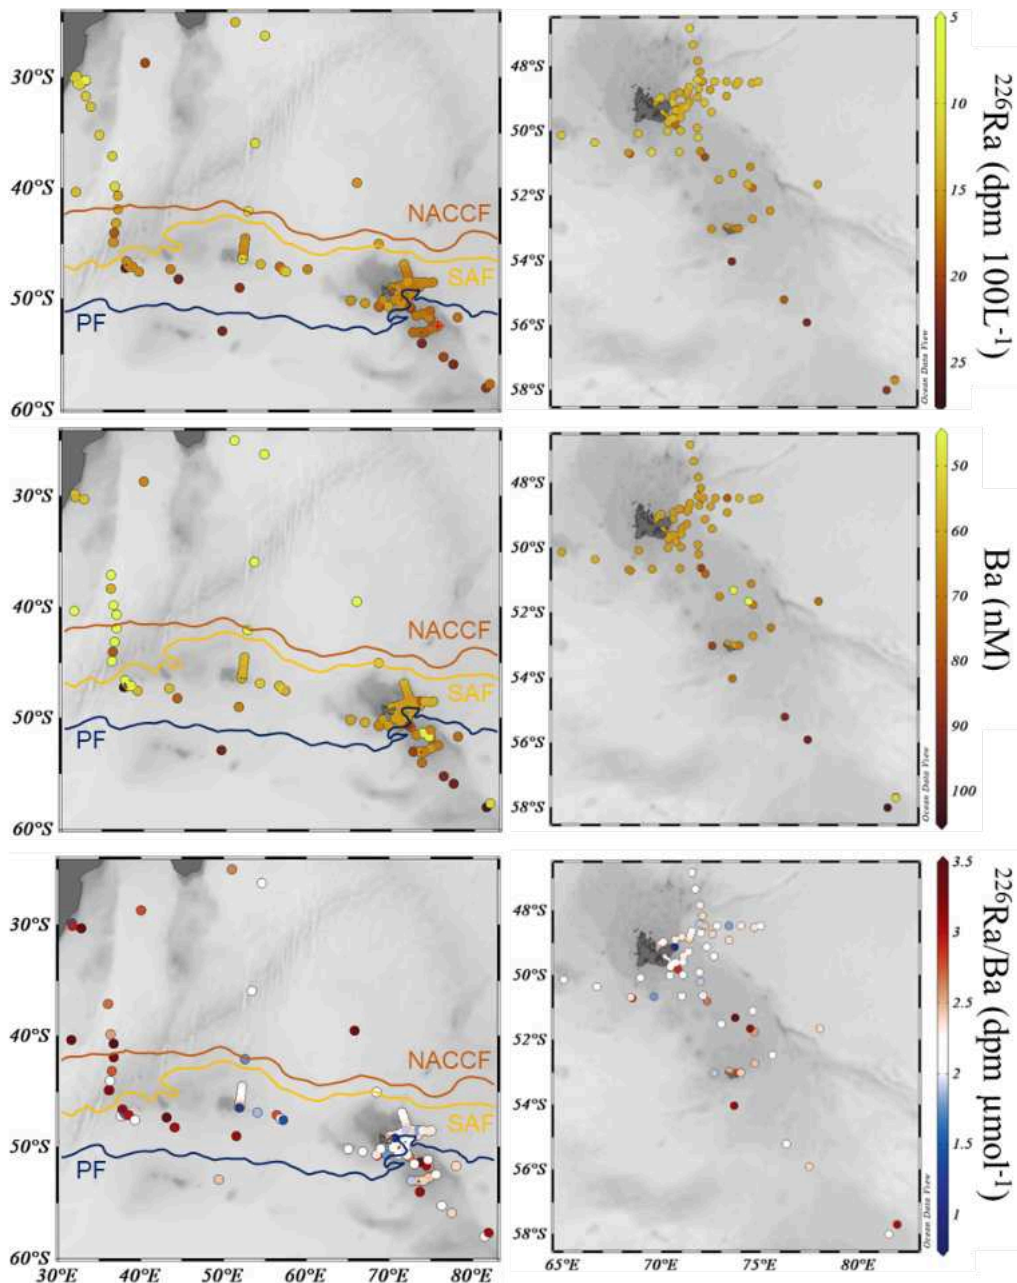 30°S
40°S
50°S
60°S
NACCF
SAF
PF
48°S
50°S
52°S
54°S
56°S
58°S
Ocean Data View
5
10
15
20
25
²²⁶Ra (dpm 100L⁻¹)
30°S
40°S
50°S
60°S
NACCF
SAF
PF
48°S
50°S
52°S
54°S
56°S
58°S
Ocean Data View
50
60
70
80
90
100
Ba (nM)
40°S
50°S
60°S
30°E 40°E 50°E 60°E 70°E 80°E
30°S
NACCF
SAF
PF
48°S
50°S
52°S
54°S
56°S
58°S
65°E 70°E 75°E 80°E
Ocean Data View
3.5
3
2.5
2
1.5
1
²²⁶Ra/Ba (dpm µmol⁻¹)